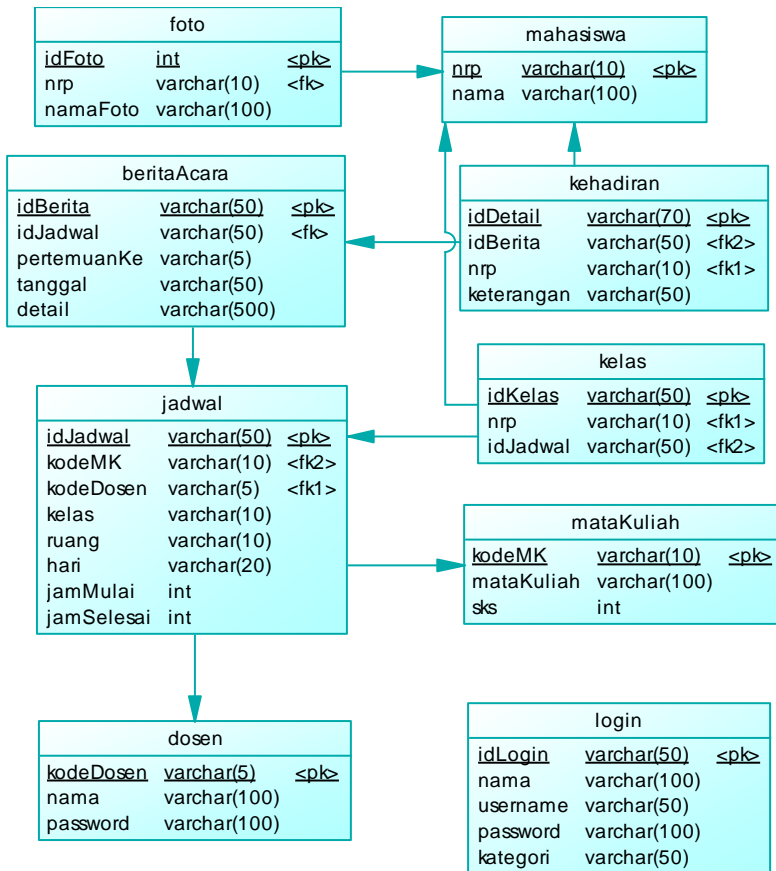 foto
idFoto int <pk>
nrp varchar(10) <fk>
namaFoto varchar(100)
mahasiswa
nrp varchar(10) <pk>
nama varchar(100)
beritaAcara
idBerita varchar(50) <pk>
idJadwal varchar(50) <fk>
pertemuanKe varchar(5)
tanggal varchar(50)
detail varchar(500)
kehadiran
idDetail varchar(70) <pk>
idBerita varchar(50) <fk2>
nrp varchar(10) <fk1>
keterangan varchar(50)
kelas
idKelas varchar(50) <pk>
nrp varchar(10) <fk1>
idJadwal varchar(50) <fk2>
jadwal
idJadwal varchar(50) <pk>
kodeMK varchar(10) <fk2>
kodeDosen varchar(5) <fk1>
kelas varchar(10)
ruang varchar(10)
hari varchar(20)
jamMulai int
jamSelesai int
mataKuliah
kodeMK varchar(10) <pk>
mataKuliah varchar(100)
sks int
dosen
kodeDosen varchar(5) <pk>
nama varchar(100)
password varchar(100)
login
idLogin varchar(50) <pk>
nama varchar(100)
username varchar(50)
password varchar(100)
kategori varchar(50)